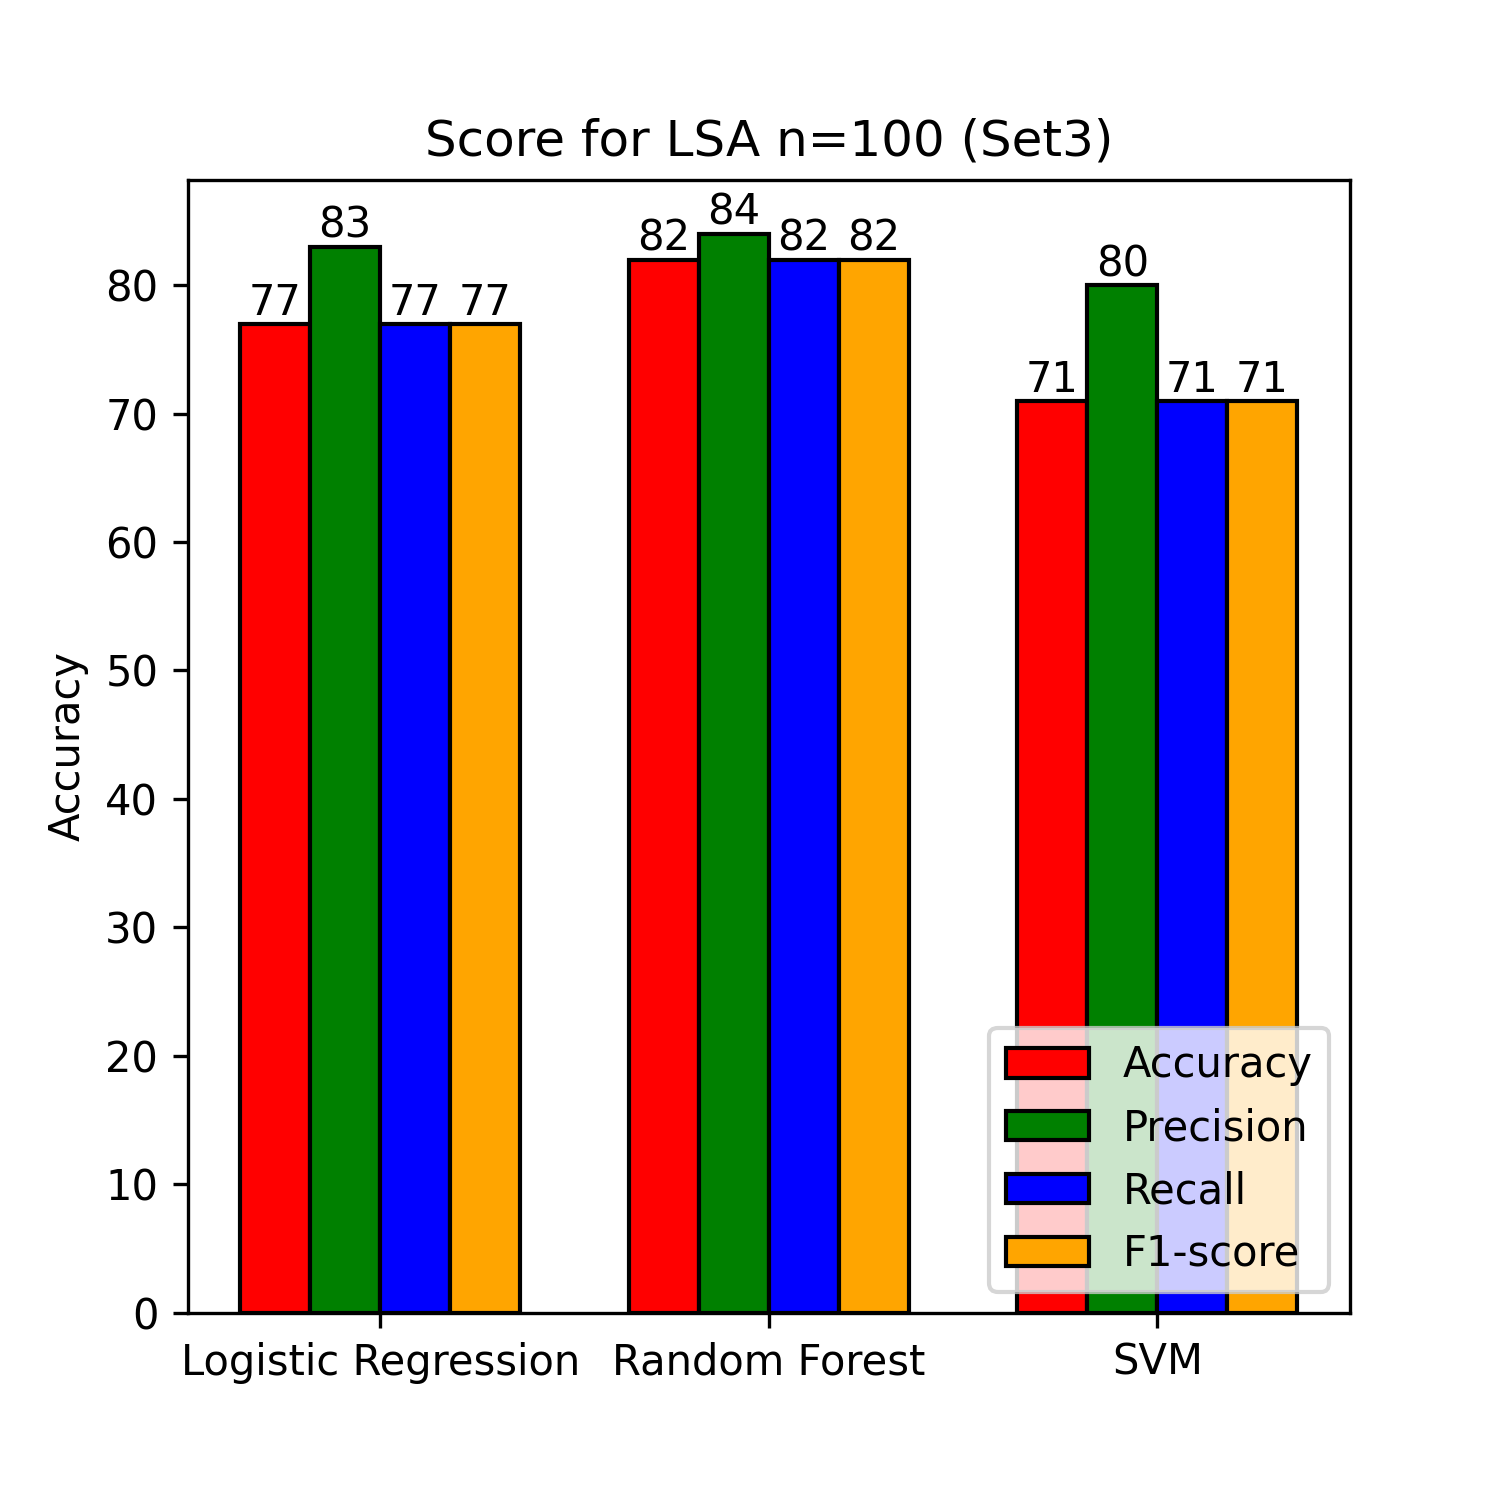 Score for LSA n=100 (Set3)
83
84
82 82 82
80
77 77 77
71 71 71
80
70
60
50
40
30
20
10
0
Accuracy
Accuracy
Precision
Recall
F1-score
Logistic Regression Random Forest SVM